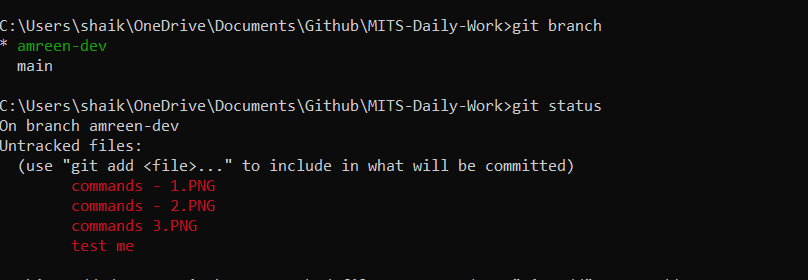 C:\Users\shaik\OneDrive\Documents\Github\MITS-Daily-Work>git branch
* amreen-dev
  main
C:\Users\shaik\OneDrive\Documents\Github\MITS-Daily-Work>git status
On branch amreen-dev
Untracked files:
  (use "git add <file>..." to include in what will be committed)
        commands - 1.PNG
        commands - 2.PNG
        commands 3.PNG
        test me